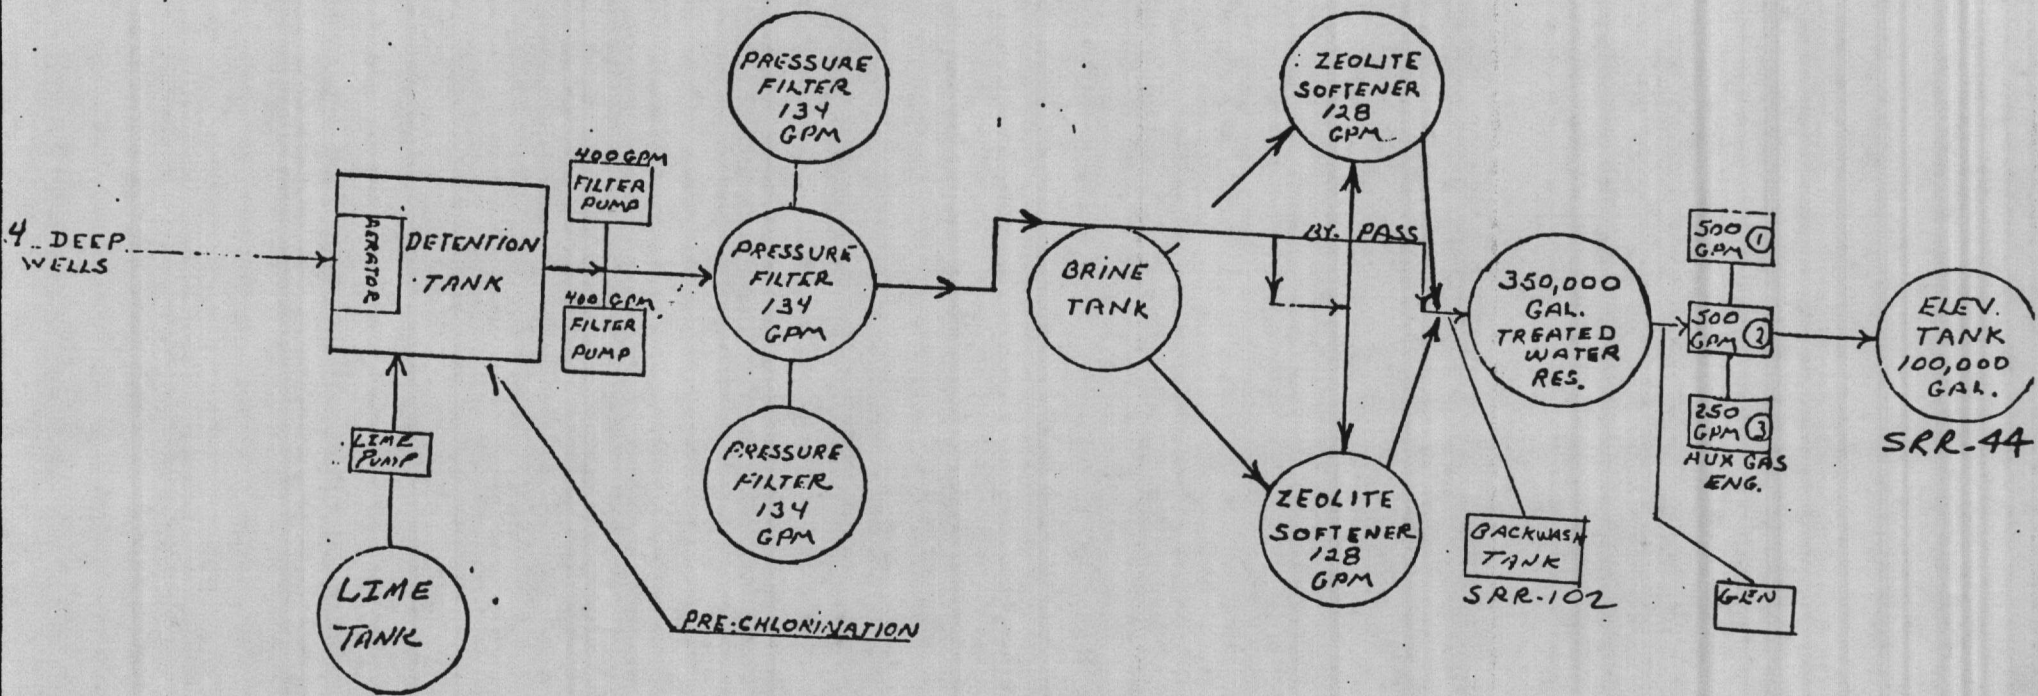 4 DEEP
WELLS
AERATOR
DETENTION
TANK
LIME
PUMP
LIME
TANK
400 GPM
FILTER
PUMP
400 GPM
FILTER
PUMP
PRE-CHLORINATION
PRESSURE
FILTER
134
GPM
PRESSURE
FILTER
134
GPM
PRESSURE
FILTER
134
GPM
BRINE
TANK
BY. PASS
ZEOLITE
SOFTENER
128
GPM
ZEOLITE
SOFTENER
128
GPM
BACKWASH
TANK
SRR-102
350,000
GAL.
TREATED
WATER
RES.
500
GPM 1
500
GPM 2
250
GPM 3
AUX GAS
ENG.
GEN
ELEV.
TANK
100,000
GAL.
SRR-44